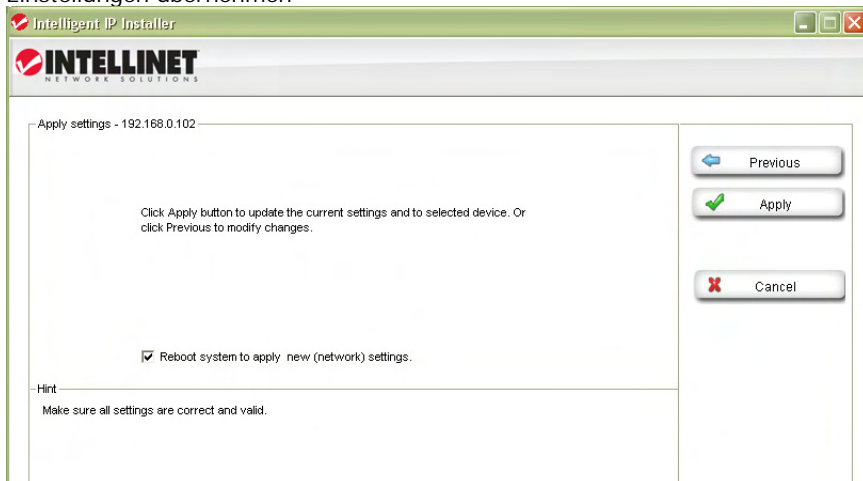 Einstellungen übernehmen
Intelligent IP Installer
INTELLINET
NETWORK SOLUTIONS
Apply settings - 192.168.0.102
Previous
Apply
Click Apply button to update the current settings and to selected device. Or
click Previous to modify changes.
Cancel
Reboot system to apply new (network) settings.
Hint
Make sure all settings are correct and valid.